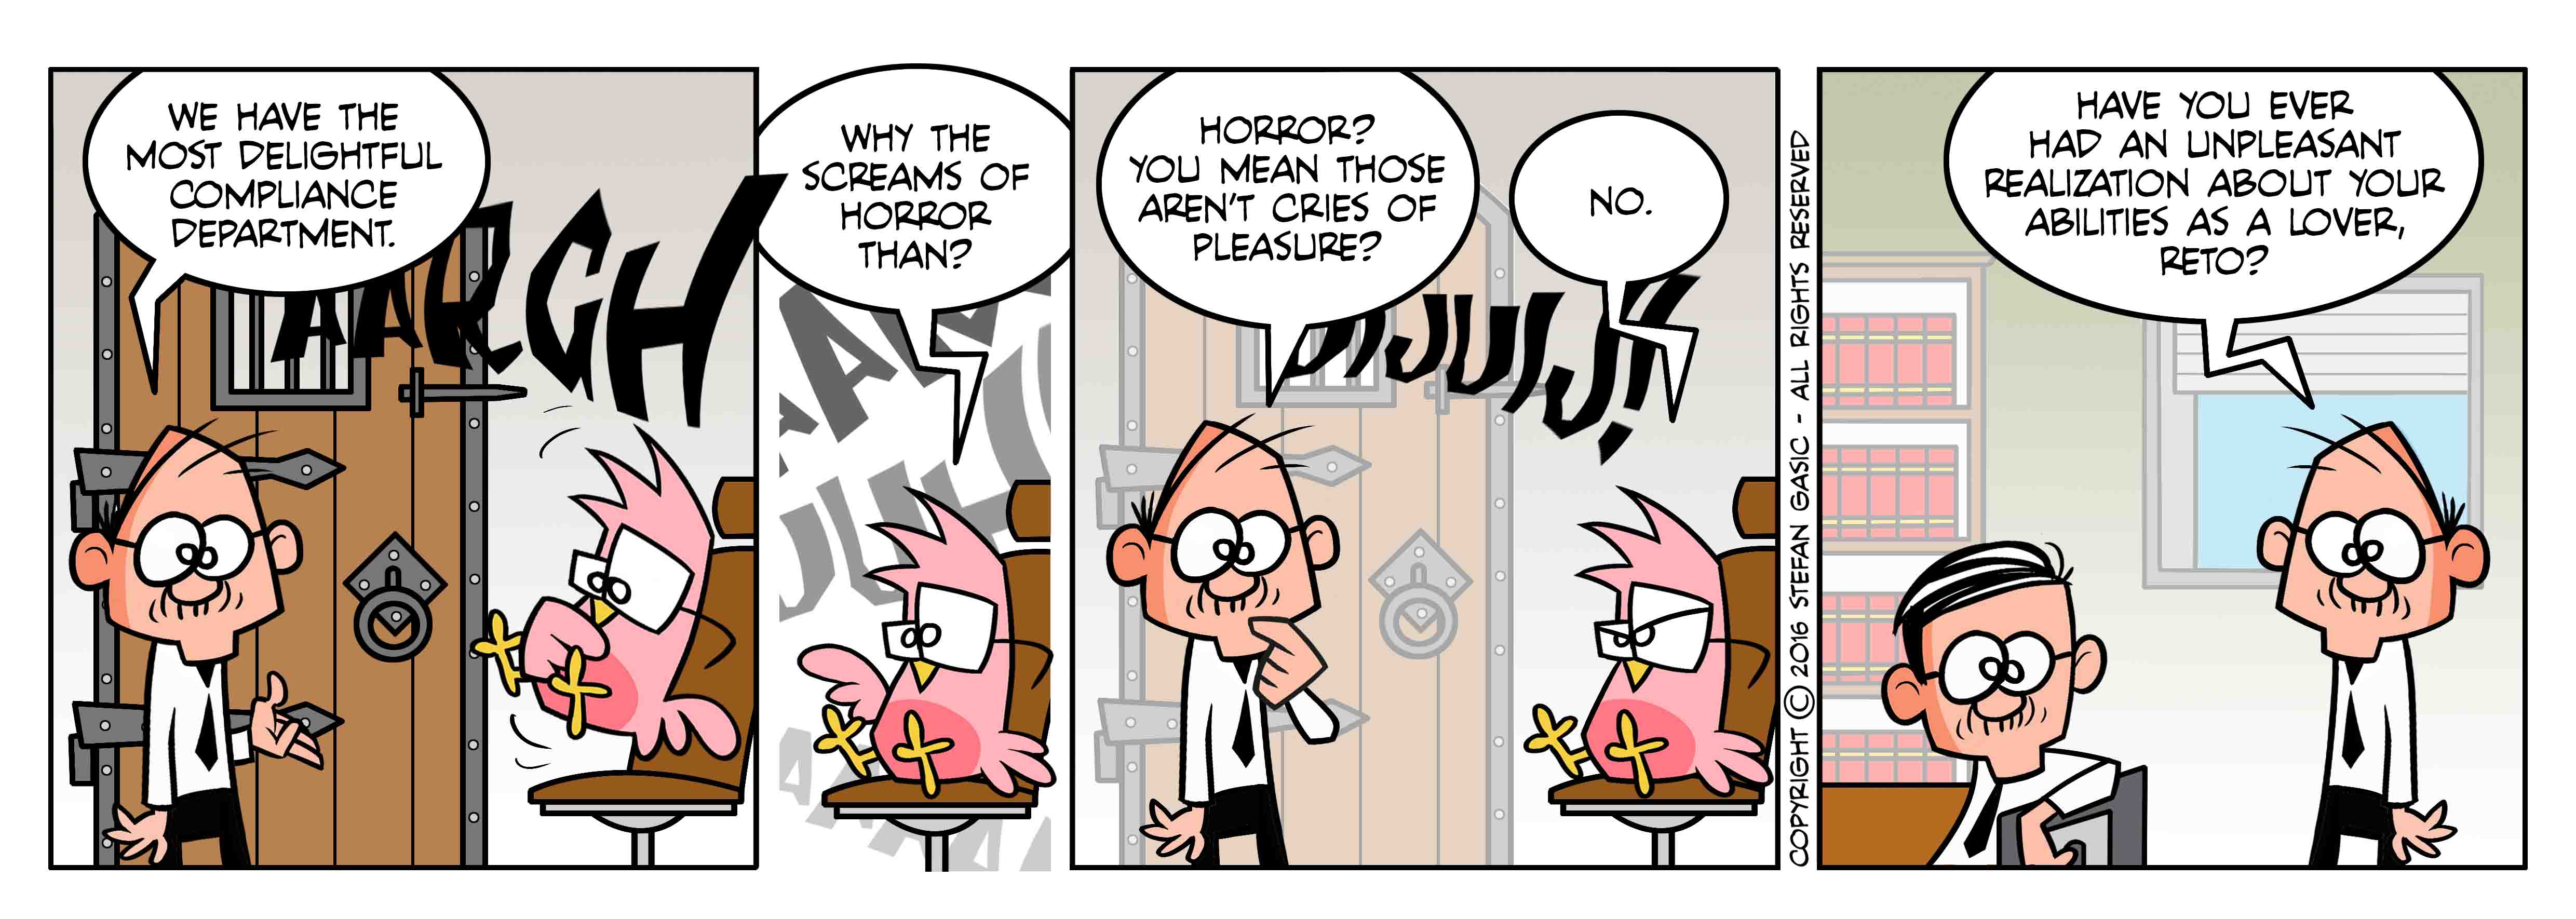 WE HAVE THE
MOST DELIGHTFUL
COMPLIANCE
DEPARTMENT.
AAARGH
WHY THE
SCREAMS OF
HORROR
THAN?
HORROR?
YOU MEAN THOSE
AREN'T CRIES OF
PLEASURE?
NO.
COPYRIGHT © 2016 STEFAN GASIC - ALL RIGHTS RESERVED
HAVE YOU EVER
HAD AN UNPLEASANT
REALIZATION ABOUT YOUR
ABILITIES AS A LOVER,
RETO?